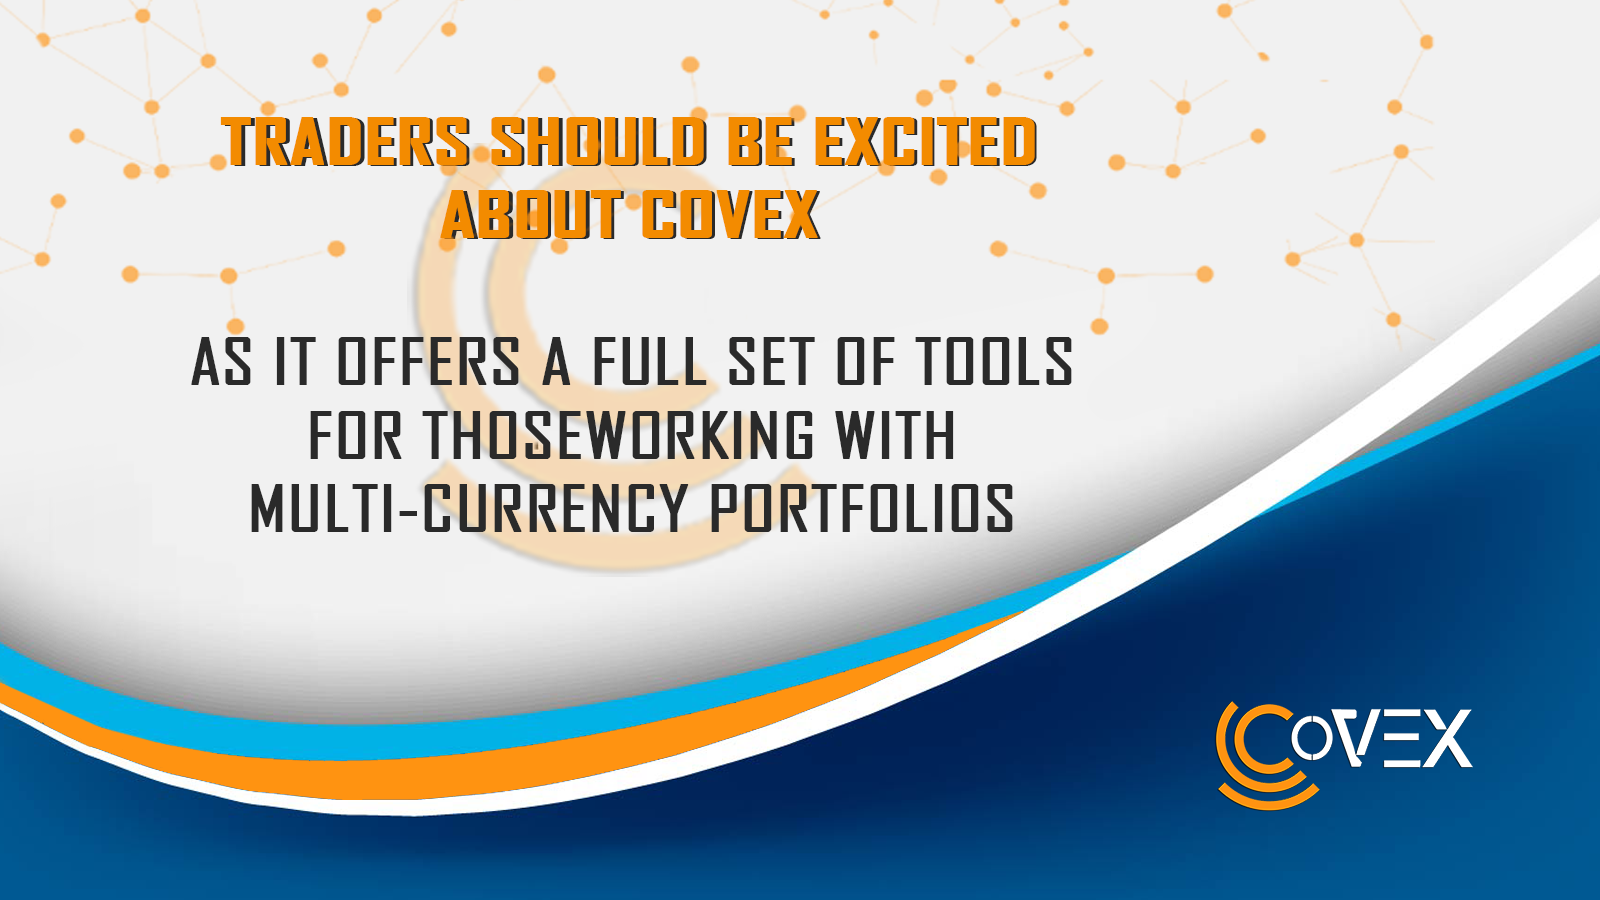 TRADERS SHOULD BE EXCITED
ABOUT COVEX
AS IT OFFERS A FULL SET OF TOOLS
FOR THOSEWORKING WITH
MULTI-CURRENCY PORTFOLIOS
COVEX